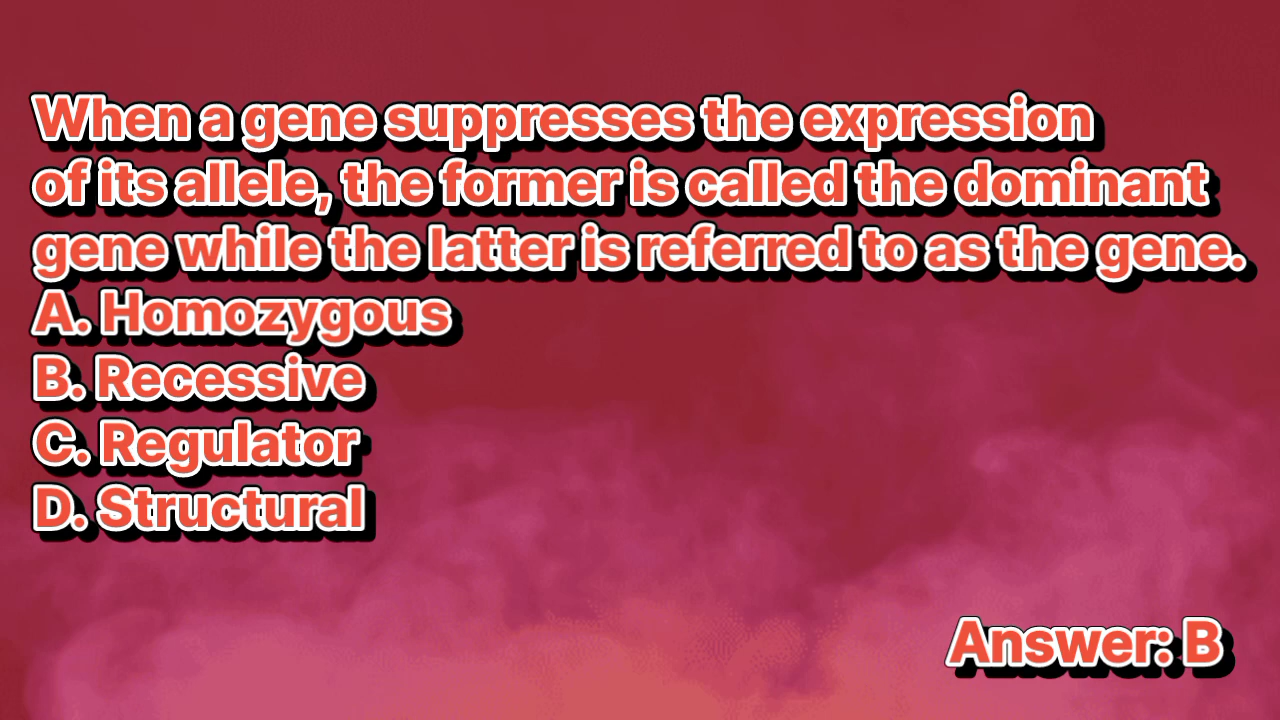 When a gene suppresses the expression
of its allele, the former is called the dominant
gene while the latter is referred to as the gene.
A. Homozygous
B. Recessive
C. Regulator
D. Structural
Answer: B